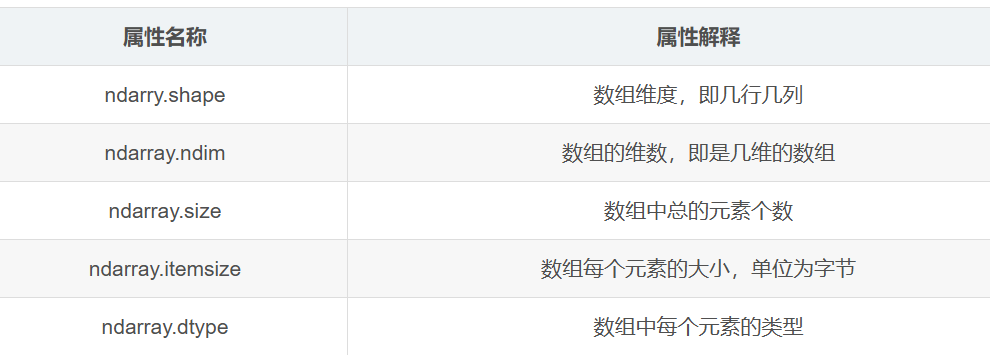 属性名称 属性解释
ndarry.shape 数组维度，即几行几列
ndarray.ndim 数组的维数，即是几维的数组
ndarray.size 数组中总的元素个数
ndarray.itemsize 数组每个元素的大小，单位为字节
ndarray.dtype 数组中每个元素的类型